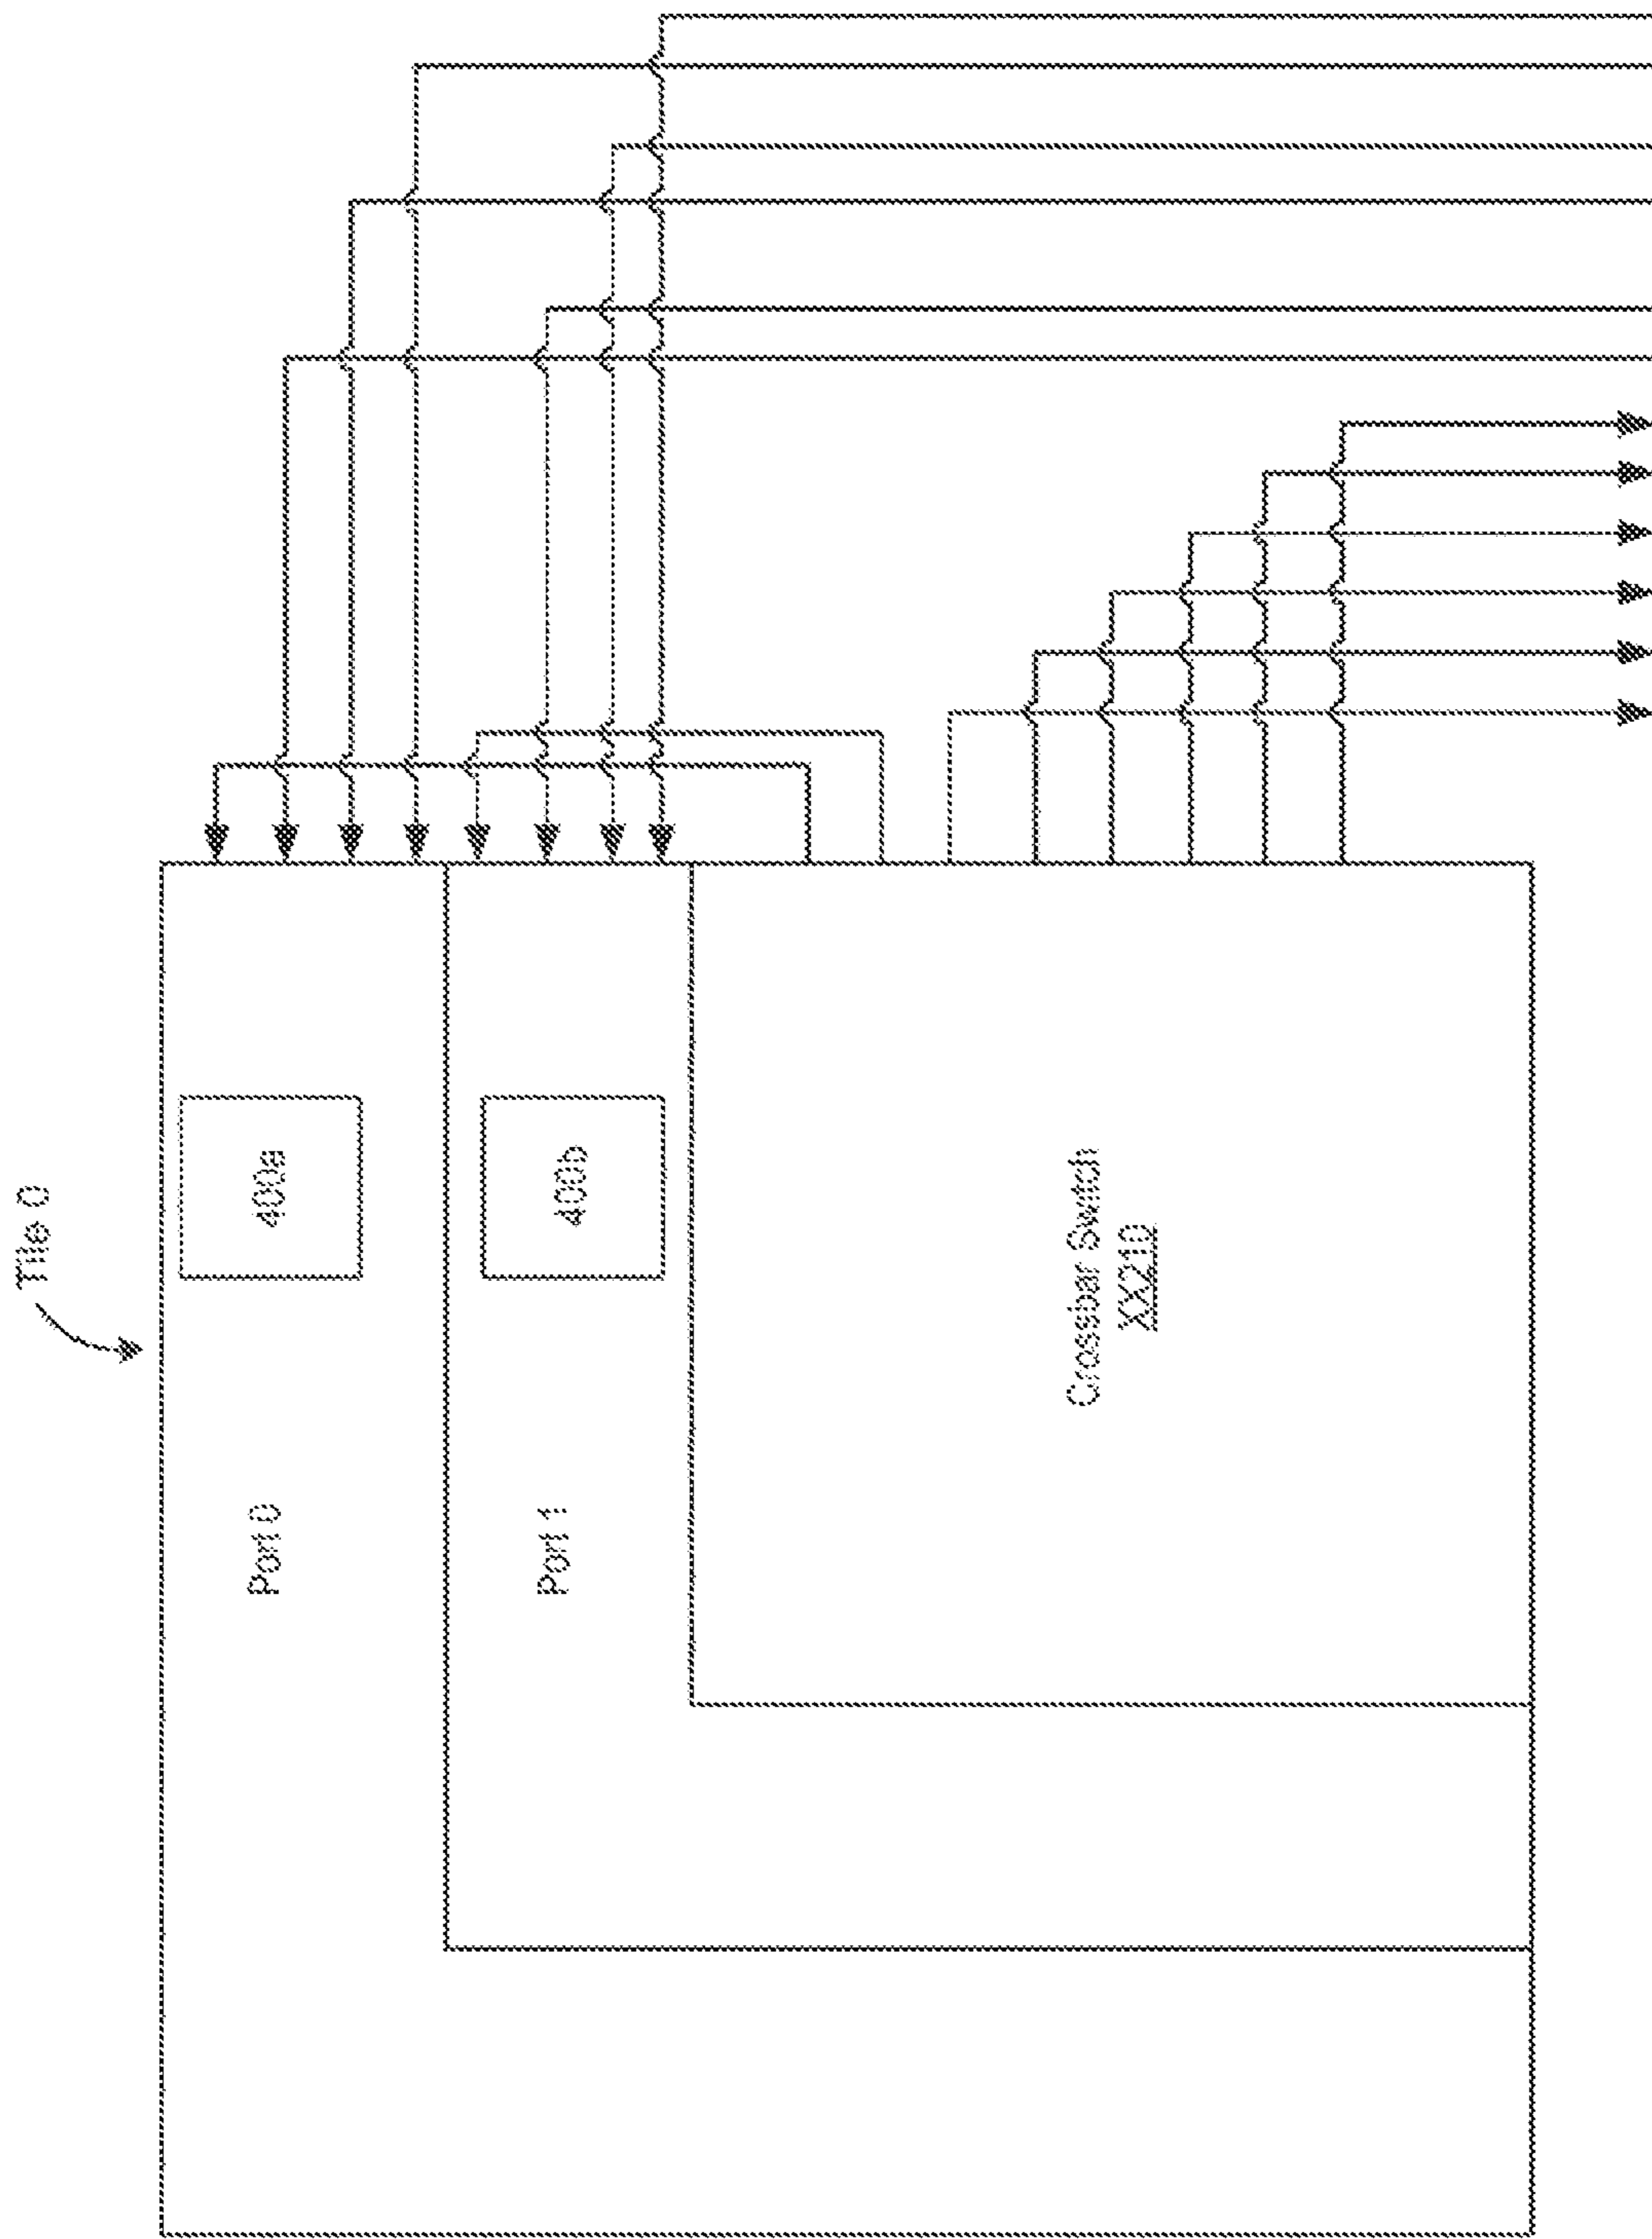 Tile 0
Port 0
400a
Port 1
400b
Crossbar Switch
XX210